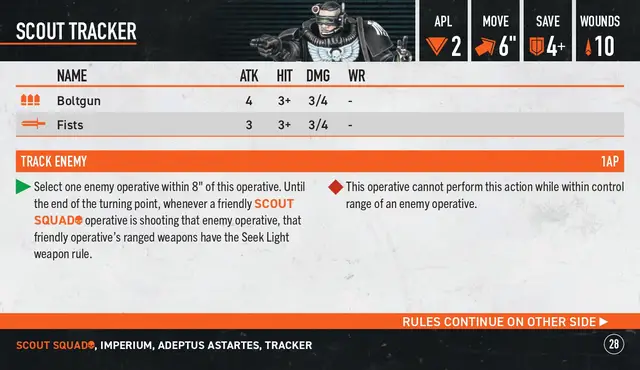 SCOUT TRACKER
APL MOVE SAVE WOUNDS
2 6" 4+ 10
NAME ATK HIT DMG WR
Boltgun 4 3+ 3/4 -
Fists 3 3+ 3/4 -
TRACK ENEMY 1AP
Select one enemy operative within 8" of this operative. Until
the end of the turning point, whenever a friendly SCOUT
SQUAD operative is shooting that enemy operative, that
friendly operative's ranged weapons have the Seek Light
weapon rule.
This operative cannot perform this action while within control
range of an enemy operative.
RULES CONTINUE ON OTHER SIDE
SCOUT SQUAD, IMPERIUM, ADEPTUS ASTARTES, TRACKER
28